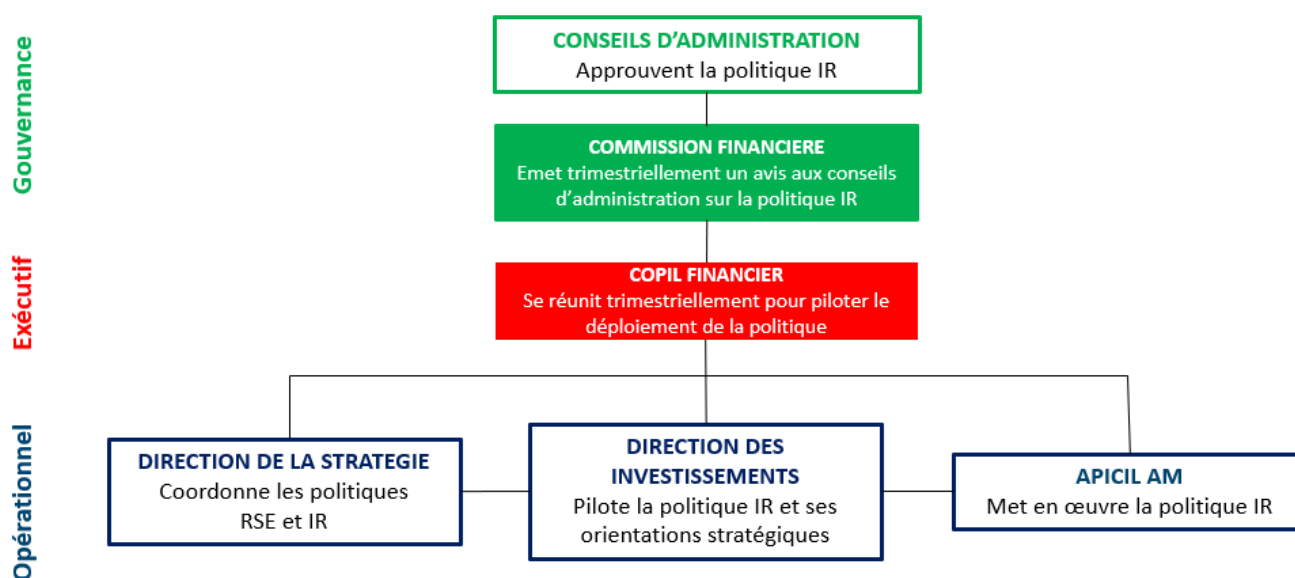 Gouvernance
CONSEILS D'ADMINISTRATION
Approuvent la politique IR
COMMISSION FINANCIERE
Emet trimestriellement un avis aux conseils
d'administration sur la politique IR
Exécutif
COPIL FINANCIER
Se réunit trimestriellement pour piloter le
déploiement de la politique
Opérationnel
DIRECTION DE LA STRATEGIE
Coordonne les politiques
RSE et IR
DIRECTION DES
INVESTISSEMENTS
Pilote la politique IR et ses
orientations stratégiques
APICIL AM
Met en œuvre la politique IR